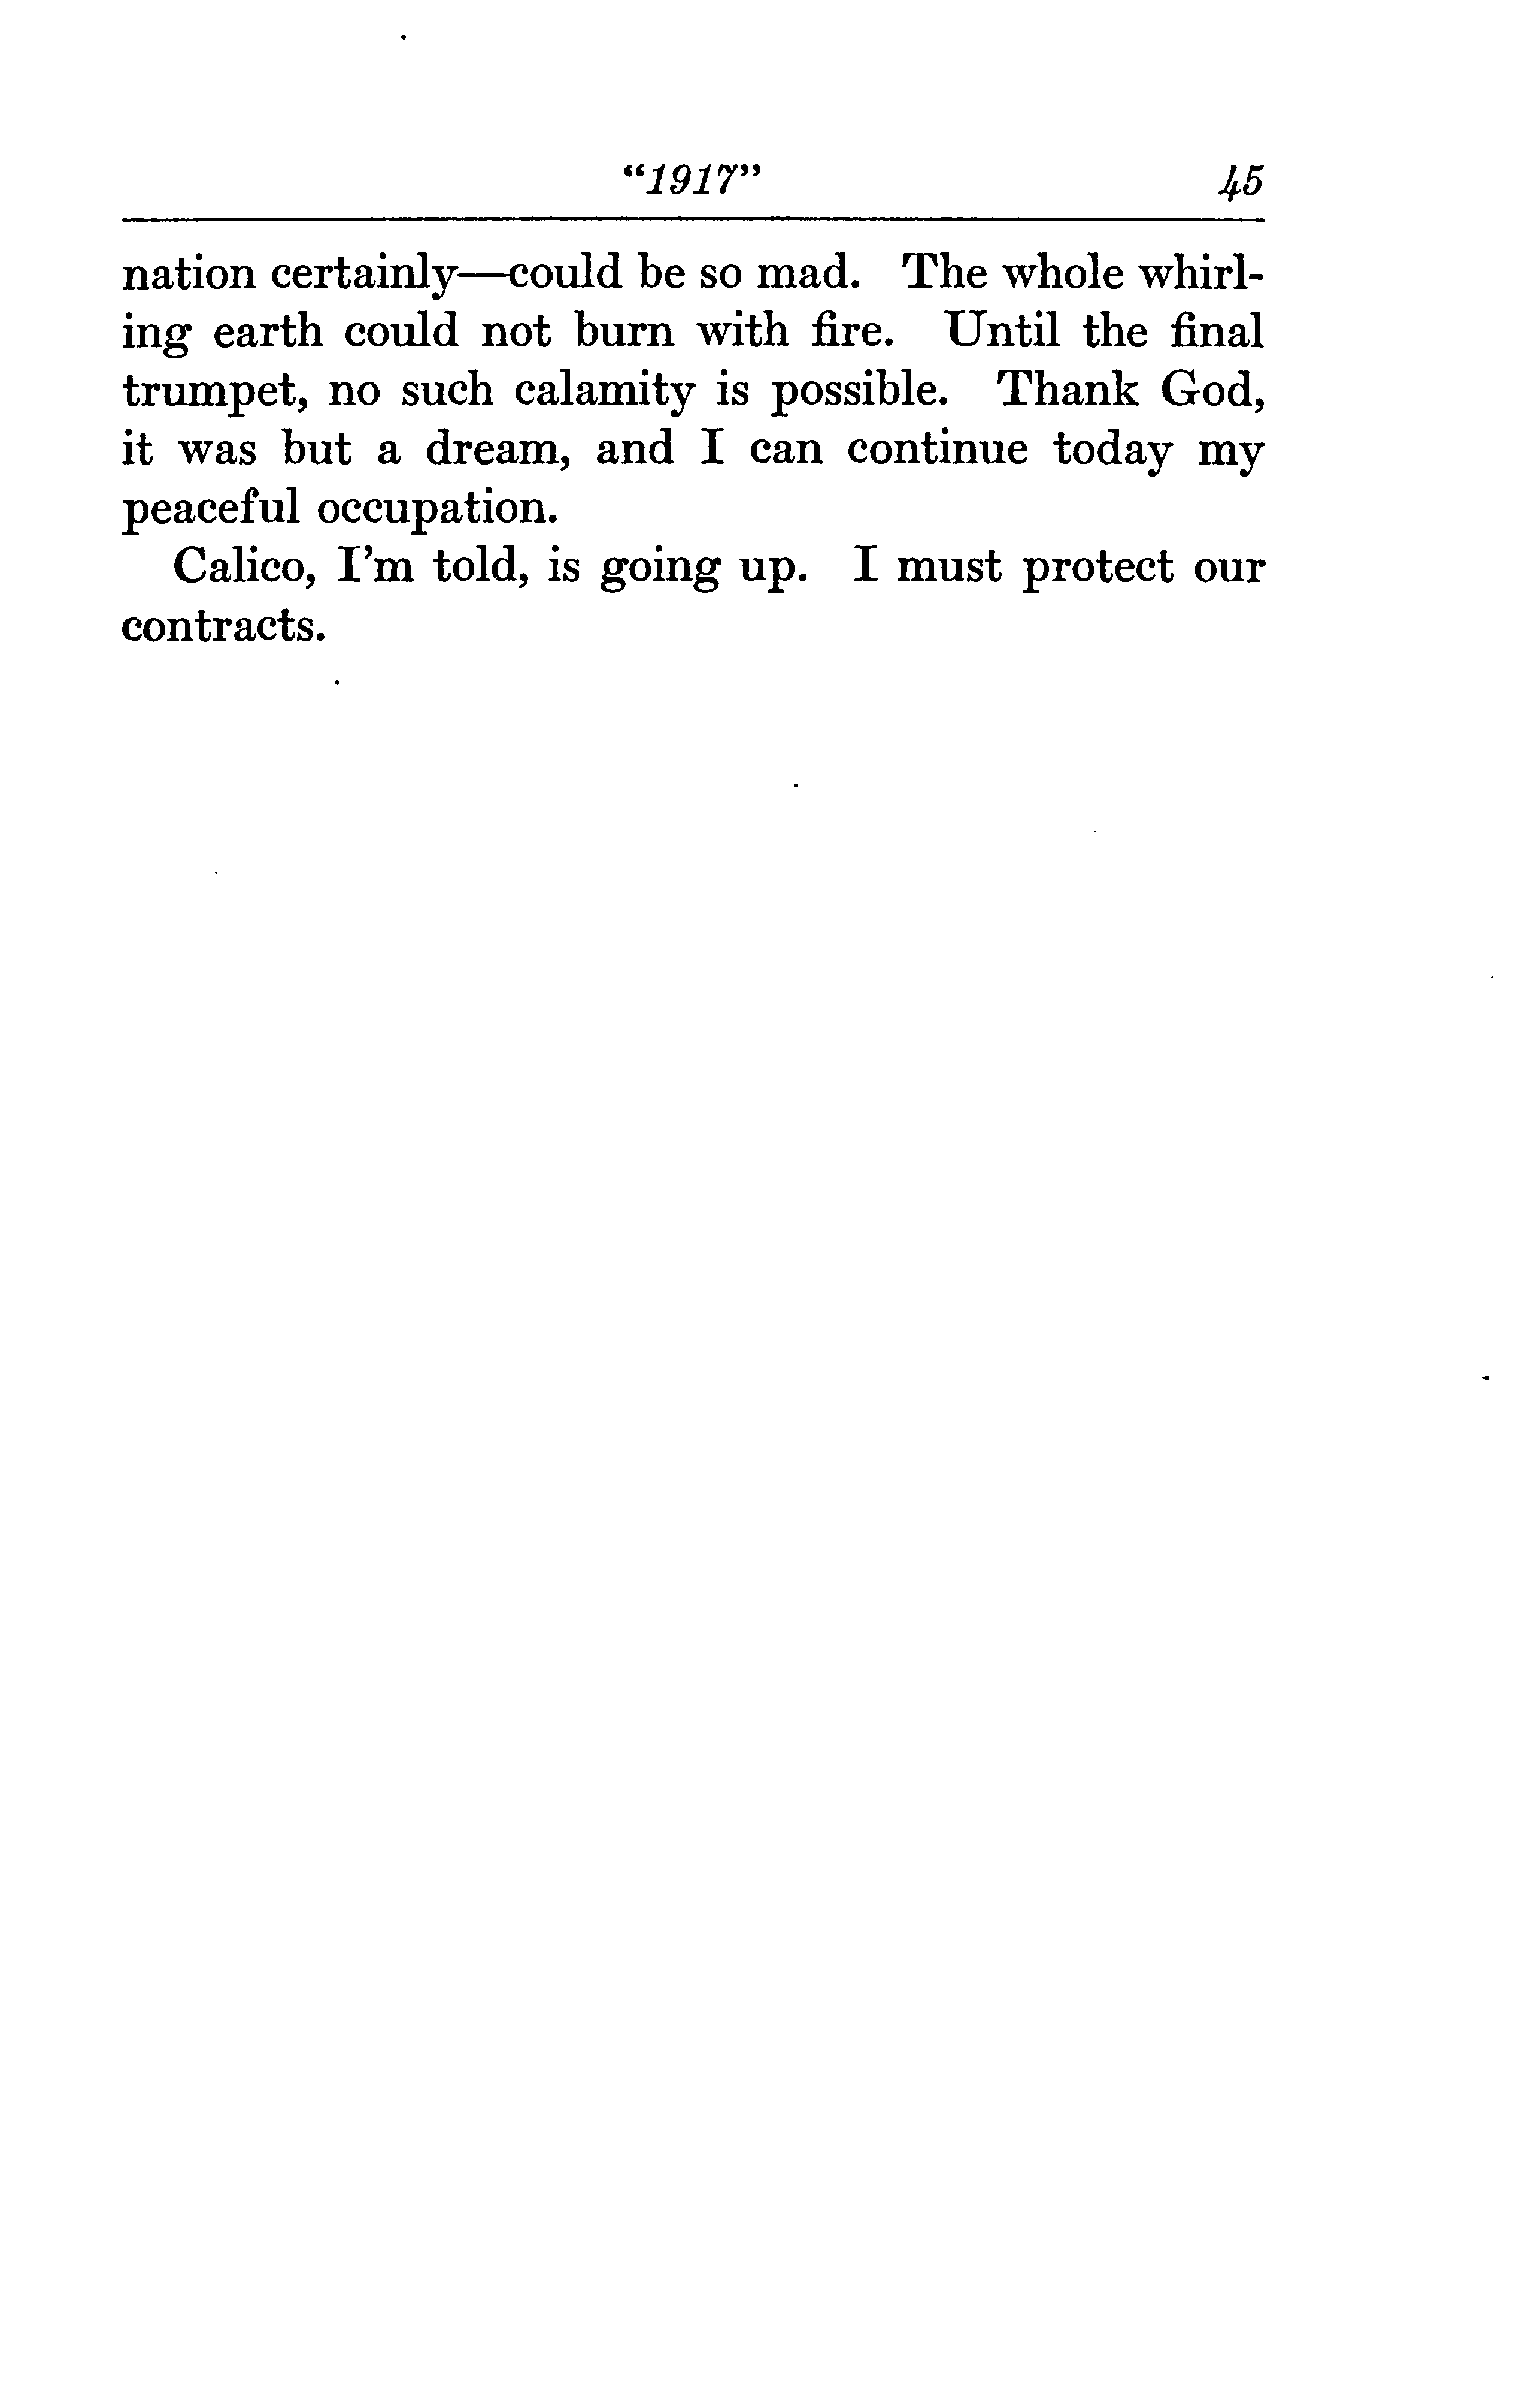 “1917” 45
nation certainly—could be so mad. The whole whirl-
ing earth could not burn with fire. Until the final
trumpet, no such calamity is possible. Thank God,
it was but a dream, and I can continue today my
peaceful occupation.
Calico, I’m told, is going up. I must protect our
contracts.